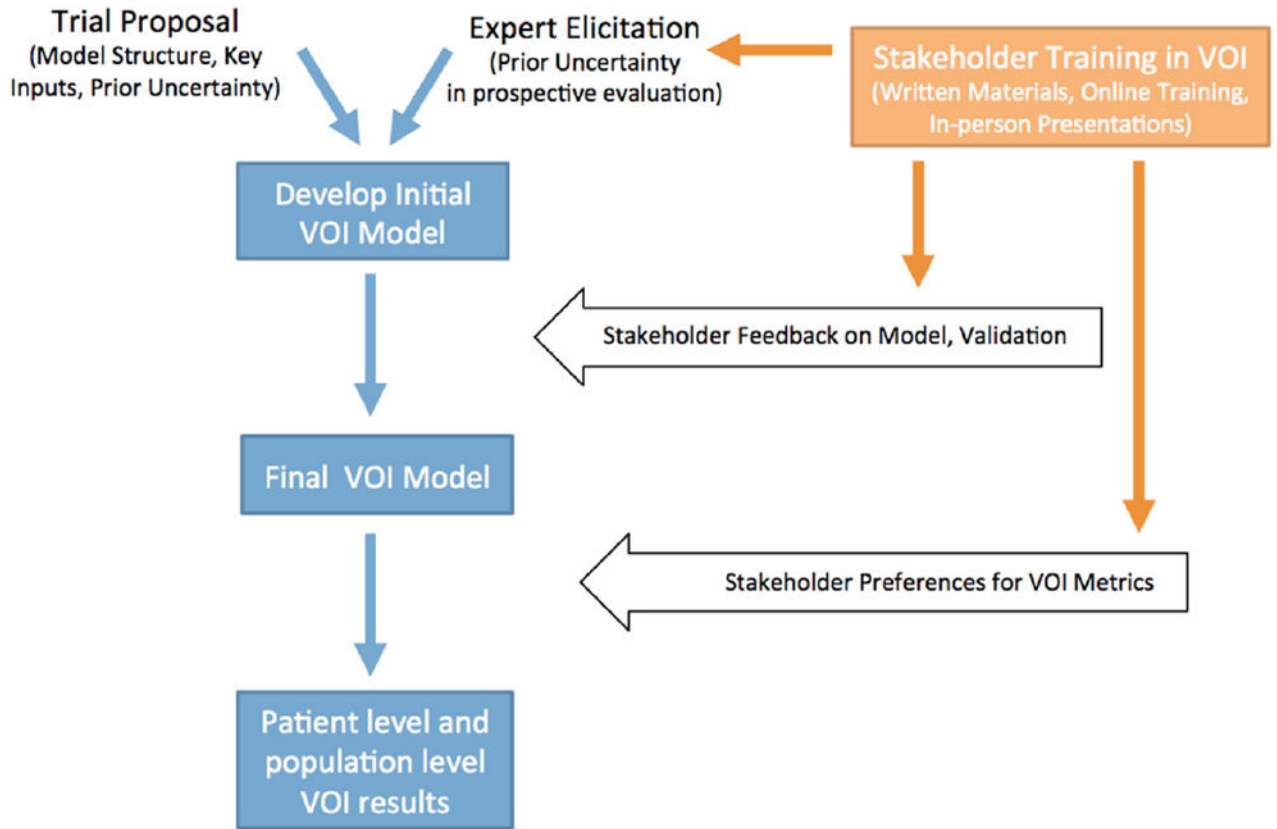 Trial Proposal
(Model Structure, Key
Inputs, Prior Uncertainty)
Expert Elicitation
(Prior Uncertainty
in prospective evaluation)
Stakeholder Training in VOI
(Written Materials, Online Training,
In-person Presentations)
Develop Initial
VOI Model
Stakeholder Feedback on Model, Validation
Final VOI Model
Stakeholder Preferences for VOI Metrics
Patient level and
population level
VOI results